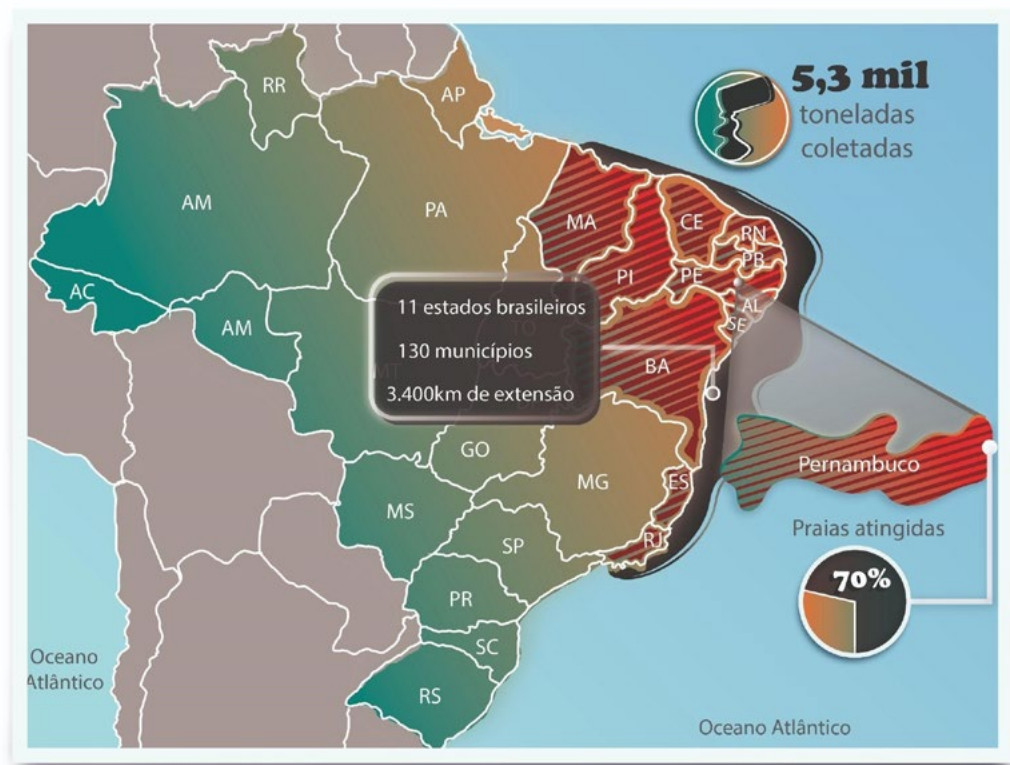 5,3 mil
toneladas
coletadas
RR
AP
AM
PA
MA
CE
RN
PB
PI
PE
AL
SE
AC
AM
TO
MT
BA
11 estados brasileiros
130 municípios
3.400km de extensão
GO
MG
ES
MS
SP
RJ
PR
SC
RS
Pernambuco
Praias atingidas
70%
Oceano
Atlântico
Oceano Atlântico